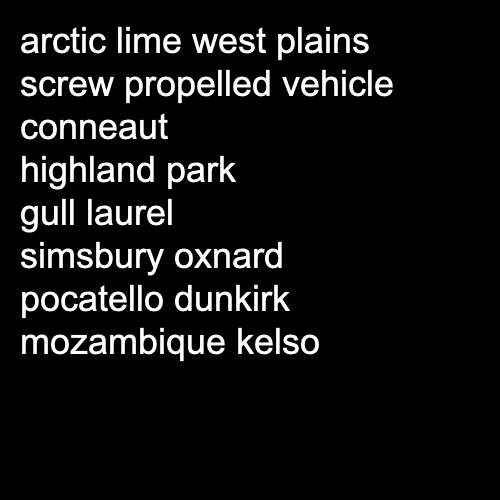 arctic lime west plains
screw propelled vehicle
conneaut
highland park
gull laurel
simsbury oxnard
pocatello dunkirk
mozambique kelso